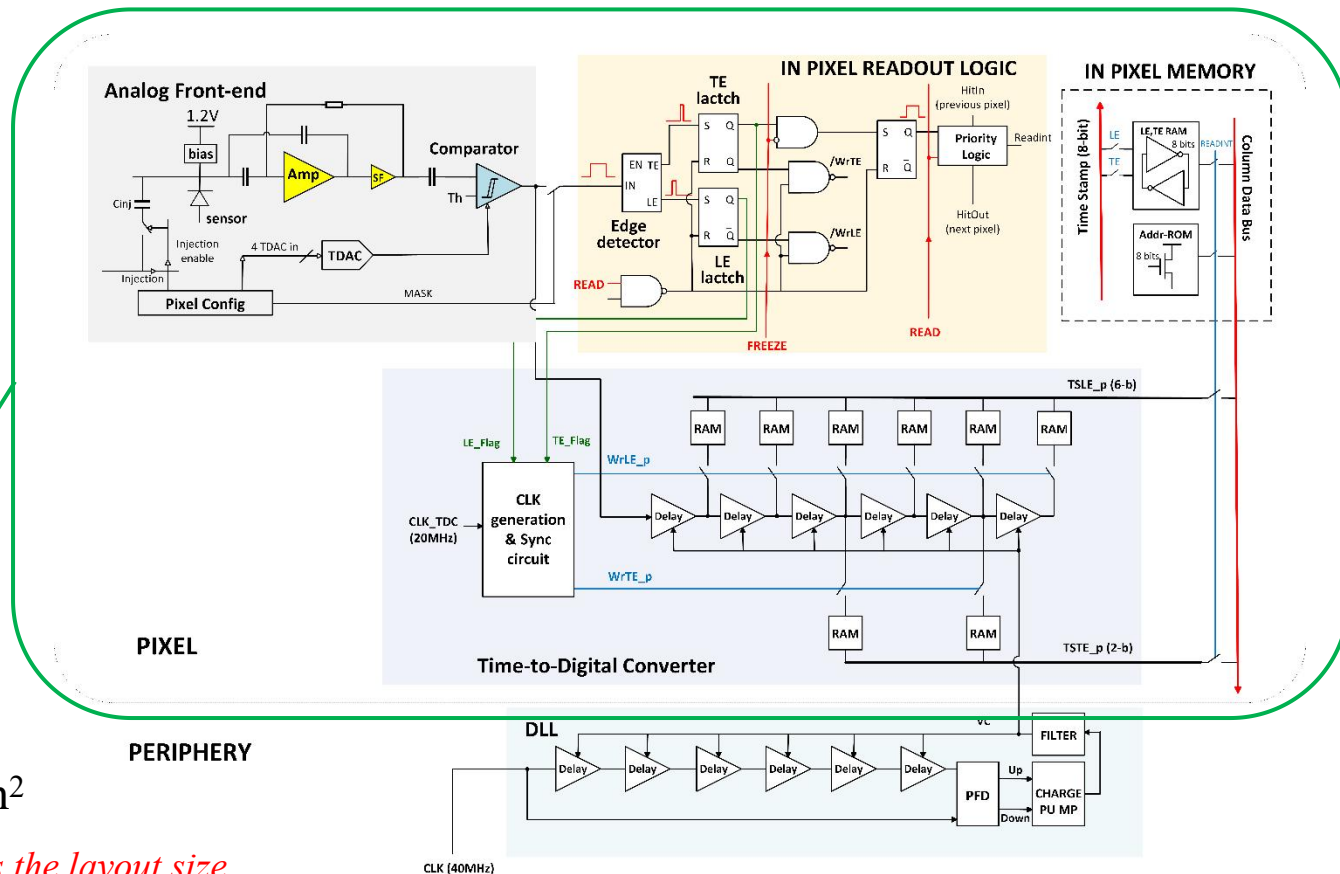 Analog Front-end
1.2V
bias
Amp
SF
Comparator
Th
Cinj
sensor
Injection
enable
Injection
4 TDAC in
TDAC
Pixel Config
MASK
IN PIXEL READOUT LOGIC
TE
lactch
S Q
R
EN TE
IN
LE
Edge
detector
S Q
R Q
LE
lactch
READ
/WrTE
/WrLE
FREEZE
S Q
R Q
READ
HitIn
(previous pixel)
Priority
Logic
Readint
HitOut
(next pixel)
IN PIXEL MEMORY
Time Stamp (8-bit)
LE
TE
LE,TE RAM
8 bits
READINT
Addr-ROM
8 bits
Column Data Bus
LE_Flag
TE_Flag
CLK_TDC
(20MHz)
CLK
generation
& Sync
circuit
WrLE_p
WrTE_p
TSLE_p (6-b)
RAM RAM RAM RAM RAM RAM
Delay Delay Delay Delay Delay Delay
RAM RAM
TSTE_p (2-b)
Time-to-Digital Converter
PIXEL
PERIPHERY
DLL
VC
FILTER
Delay Delay Delay Delay Delay Delay
PFD
Up
Down
CHARGE
PU MP
CLK (40MHz)
2
the layout size